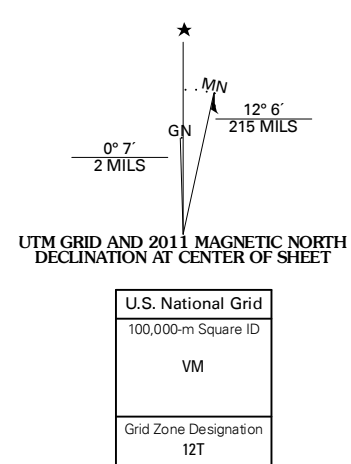 MN
GN
12° 6´
215 MILS
0° 7´
2 MILS
UTM GRID AND 2011 MAGNETIC NORTH
DECLINATION AT CENTER OF SHEET
U.S. National Grid
100,000-m Square ID
VM
Grid Zone Designation
12T